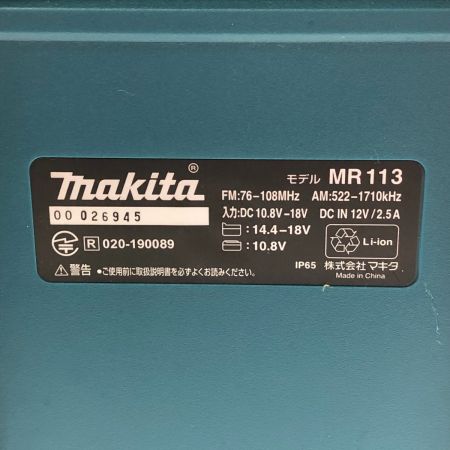 makita®
00 026945
モデル MR113
FM:76-108MHz AM:522-1710kHz
入力:DC10.8V-18V DC IN 12V/2.5A
:14.4-18V
:10.8V
Li-ion
R 020-190089
⚠警告 ●ご使用前に取扱説明書を必ずよくお読みください。
IP65 株式会社マキタ
Made in China